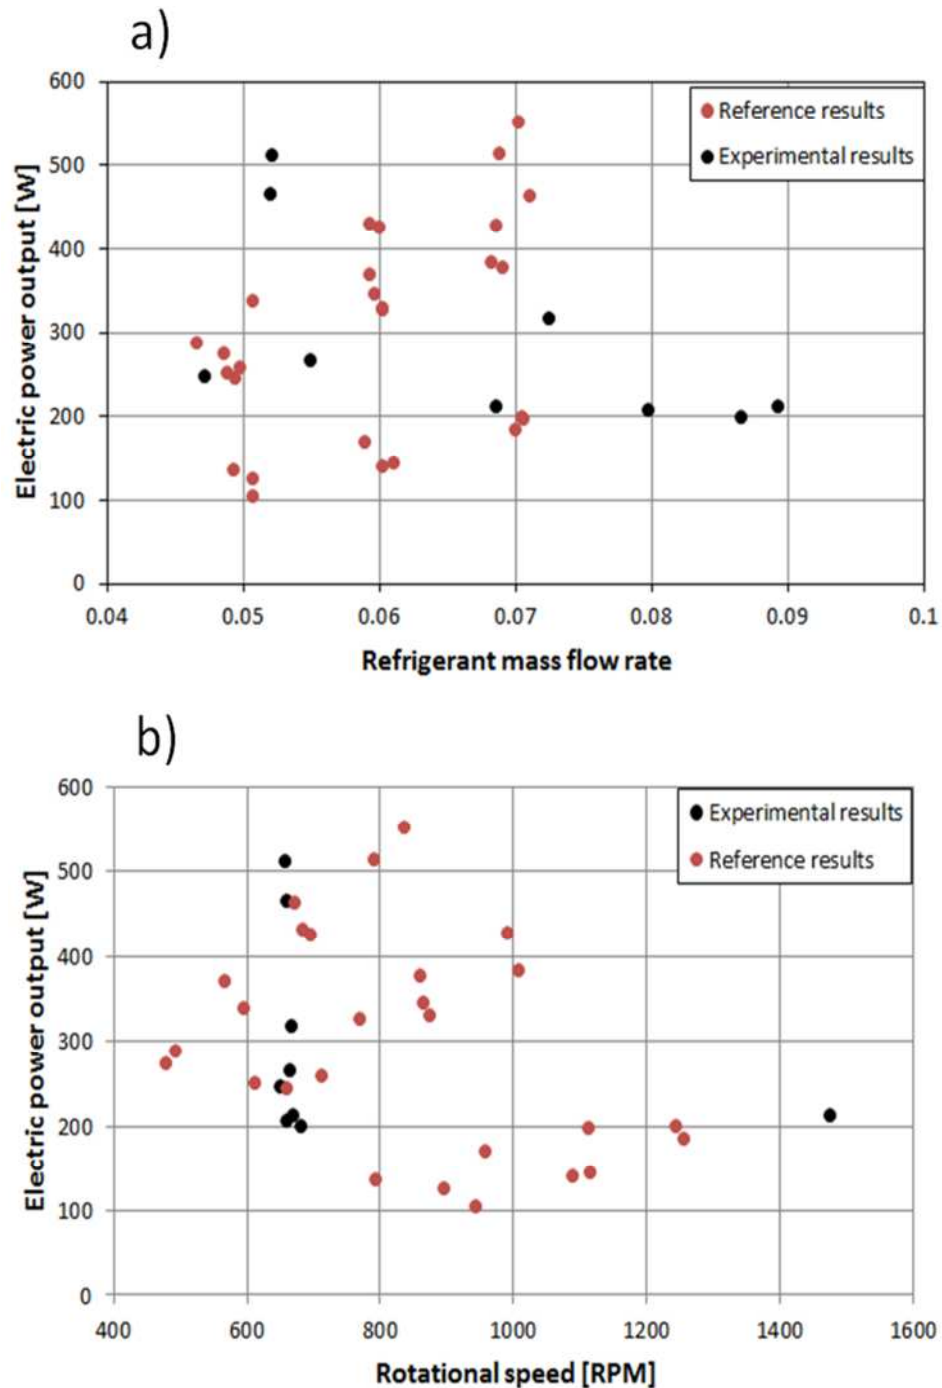 a)
600
500
400
300
200
100
0
Electric power output [W]
Reference results
Experimental results
0.04 0.05 0.06 0.07 0.08 0.09 0.1
Refrigerant mass flow rate
b)
600
500
400
300
200
100
0
Electric power output [W]
Experimental results
Reference results
400 600 800 1000 1200 1400 1600
Rotational speed [RPM]